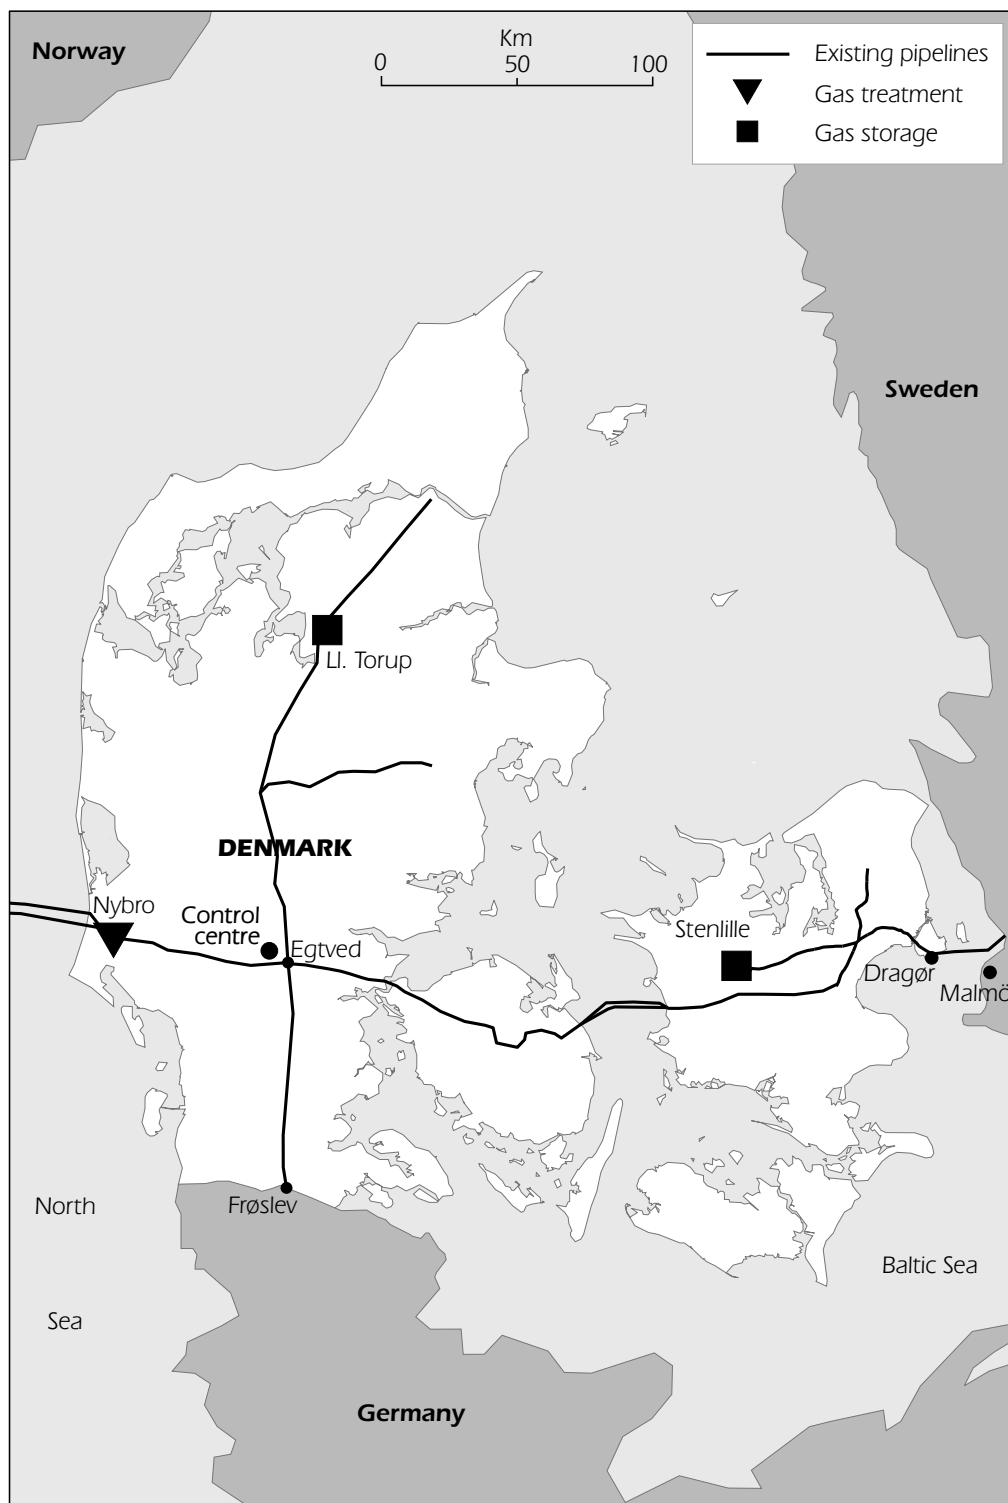 Norway
Km
0 50 100
Existing pipelines
Gas treatment
Gas storage
Sweden
Ll. Torup
DENMARK
Nybro
Control
centre
Egtved
Stenlille
Dragør
Malmö
North
Frøslev
Baltic Sea
Sea
Germany